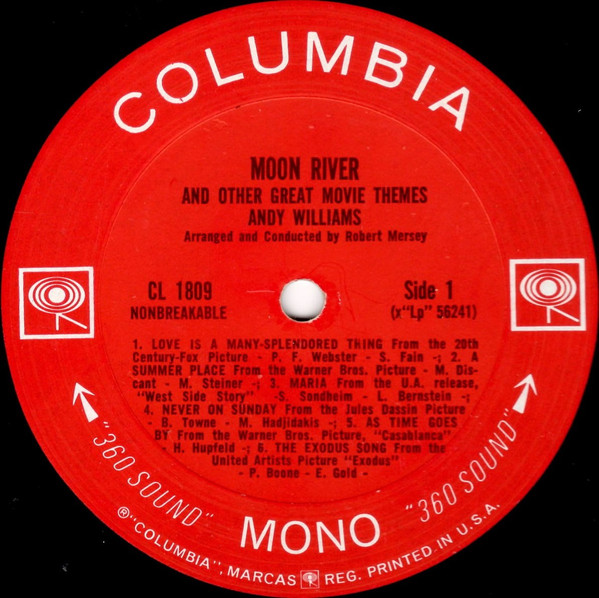 COLUMBIA
MOON RIVER
AND OTHER GREAT MOVIE THEMES
ANDY WILLIAMS
Arranged and Conducted by Robert Mersey
CL 1809
NONBREAKABLE
Side 1
(x"Lp" 56241)
1. LOVE IS A MANY-SPLENDORED THING From the 20th
Century-Fox Picture - P. F. Webster - S. Fain -; 2. A
SUMMER PLACE From the Warner Bros. Picture - M. Dis-
cant - M. Steiner -; 3. MARIA From the U.A. release,
"West Side Story" - S. Sondheim - L. Bernstein -;
4. NEVER ON SUNDAY From the Jules Dassin Picture
- B. Towne - M. Hadjidakis -; 5. AS TIME GOES
BY From the Warner Bros. Picture, "Casablanca"
- H. Hupfeld -; 6. THE EXODUS SONG From the
United Artists Picture "Exodus"
- P. Boone - E. Gold -
"360 SOUND"
MONO
"360 SOUND"
®"COLUMBIA", MARCAS REG. PRINTED IN U.S.A.